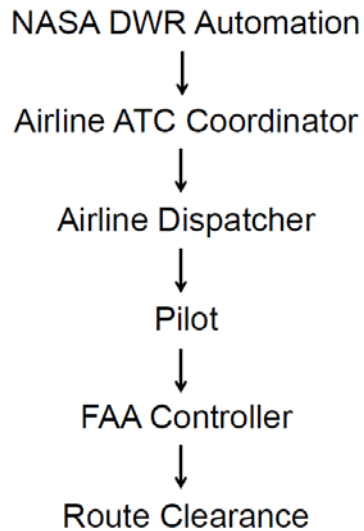 NASA DWR Automation
Airline ATC Coordinator
Airline Dispatcher
Pilot
FAA Controller
Route Clearance